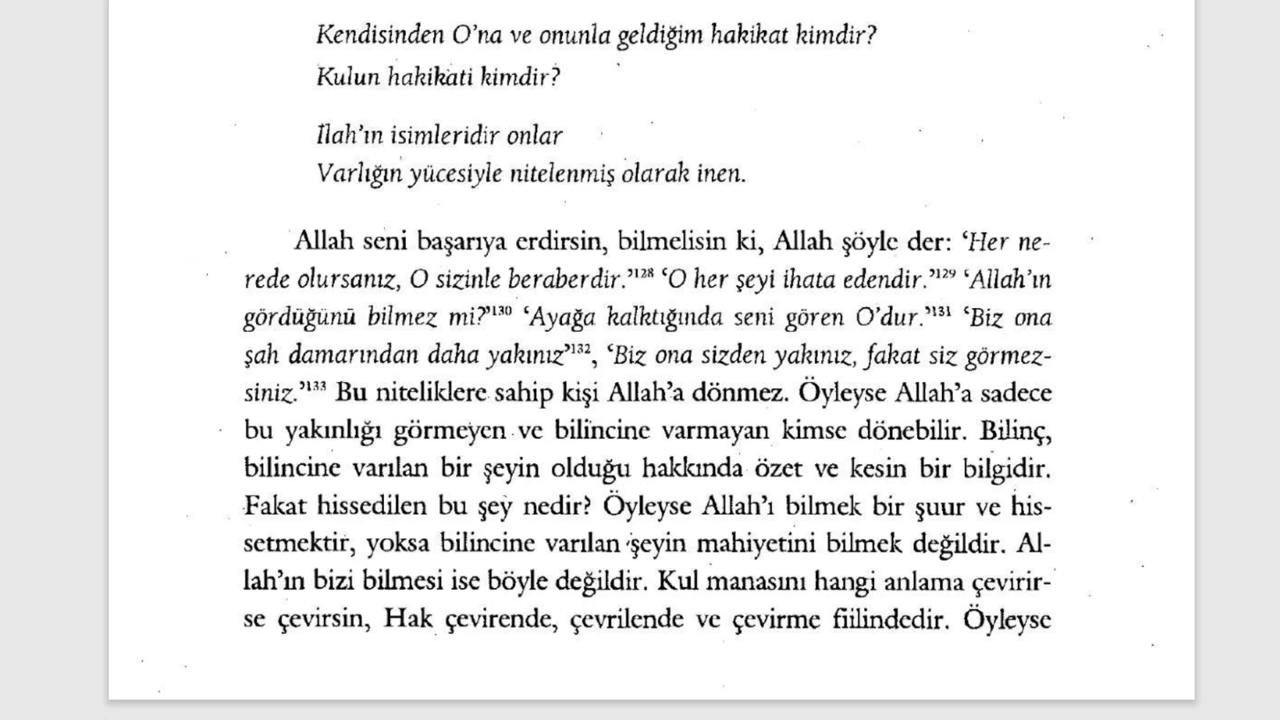 Kendisinden O'na ve onunla geldiğim hakikat kimdir?
Kulun hakikati kimdir?
İlah'ın isimleridir onlar
Varlığın yücesiyle nitelenmiş olarak inen.
Allah seni başarıya erdirsin, bilmelisin ki, Allah şöyle der: ‘Her ne-
rede olursanız, O sizinle beraberdir.’128 ‘O her şeyi ihata edendir.’129 ‘Allah'ın
gördüğünü bilmez mi?’130 ‘Ayağa kalktığında seni gören O'dur.’131 ‘Biz ona
şah damarından daha yakınız’132, ‘Biz ona sizden yakınız, fakat siz görmez-
siniz.’133 Bu niteliklere sahip kişi Allah'a dönmez. Öyleyse Allah'a sadece
bu yakınlığı görmeyen ve bilincine varmayan kimse dönebilir. Bilinç,
bilincine varılan bir şeyin olduğu hakkında özet ve kesin bir bilgidir.
Fakat hissedilen bu şey nedir? Öyleyse Allah'ı bilmek bir şuur ve his-
setmektir, yoksa bilincine varılan şeyin mahiyetini bilmek değildir. Al-
lah'ın bizi bilmesi ise böyle değildir. Kul manasını hangi anlama çevirir-
se çevirsin, Hak çevirende, çevrilende ve çevirme fiilindedir. Öyleyse